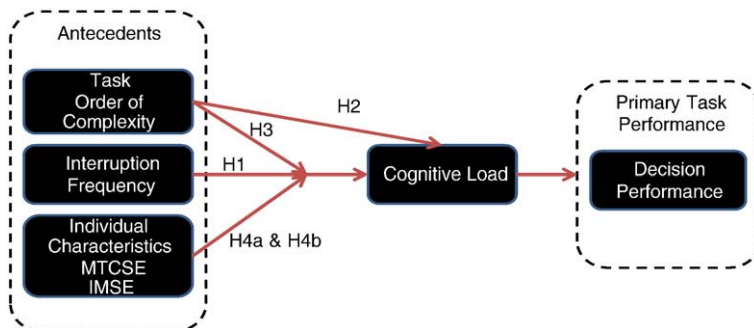 Antecedents
Task
Order of
Complexity
Interruption
Frequency
Individual
Characteristics
MTCSE
IMSE
H2
H3
H1
H4a & H4b
Cognitive Load
Primary Task
Performance
Decision
Performance